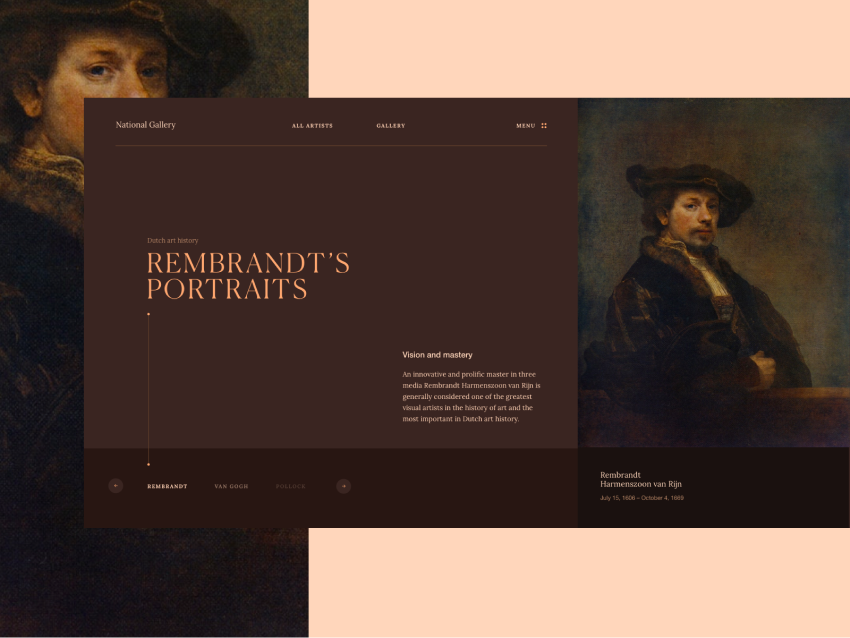 National Gallery
ALL ARTISTS
GALLERY
MENU
Dutch art history
REMBRANDT'S
PORTRAITS
Vision and mastery
An innovative and prolific master in three
media Rembrandt Harmenszoon van Rijn is
generally considered one of the greatest
visual artists in the history of art and the
most important in Dutch art history.
REMBRANDT
VAN GOGH
POLLOCK
Rembrandt
Harmenszoon van Rijn
July 15, 1606 – October 4, 1669